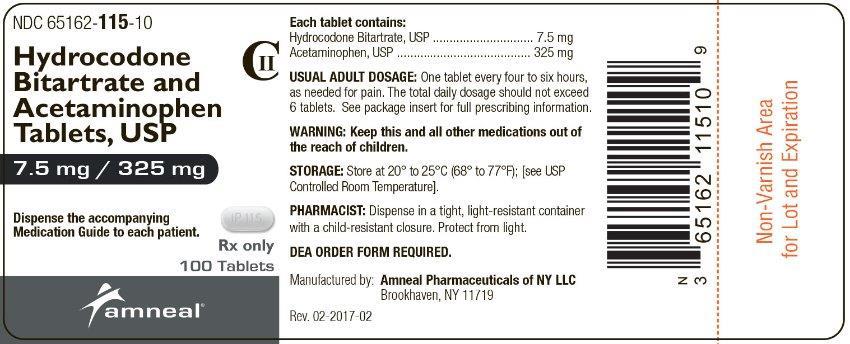 NDC 65162-115-10
Hydrocodone
Bitartrate and
Acetaminophen
Tablets, USP
CII
7.5 mg / 325 mg
Dispense the accompanying
Medication Guide to each patient.
IP 115
Rx only
100 Tablets
amneal®
Each tablet contains:
Hydrocodone Bitartrate, USP .............................. 7.5 mg
Acetaminophen, USP ........................................ 325 mg
USUAL ADULT DOSAGE: One tablet every four to six hours,
as needed for pain. The total daily dosage should not exceed
6 tablets. See package insert for full prescribing information.
WARNING: Keep this and all other medications out of
the reach of children.
STORAGE: Store at 20° to 25°C (68° to 77°F); [see USP
Controlled Room Temperature].
PHARMACIST: Dispense in a tight, light-resistant container
with a child-resistant closure. Protect from light.
DEA ORDER FORM REQUIRED.
Manufactured by: Amneal Pharmaceuticals of NY LLC
Brookhaven, NY 11719
Rev. 02-2017-02
N
3 65162 11510 9
Non-Varnish Area
for Lot and Expiration